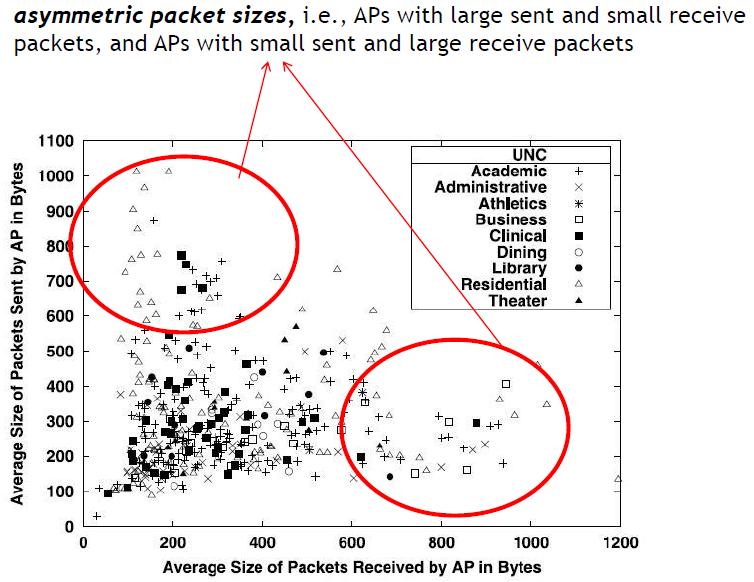 asymmetric packet sizes, i.e., APs with large sent and small receive
packets, and APs with small sent and large receive packets
1100
1000
900
800
700
600
500
400
300
200
100
0
Average Size of Packets Sent by AP in Bytes
UNC
Academic
Administrative
Athletics
Business
Clinical
Dining
Library
Residential
Theater
0 200 400 600 800 1000 1200
Average Size of Packets Received by AP in Bytes